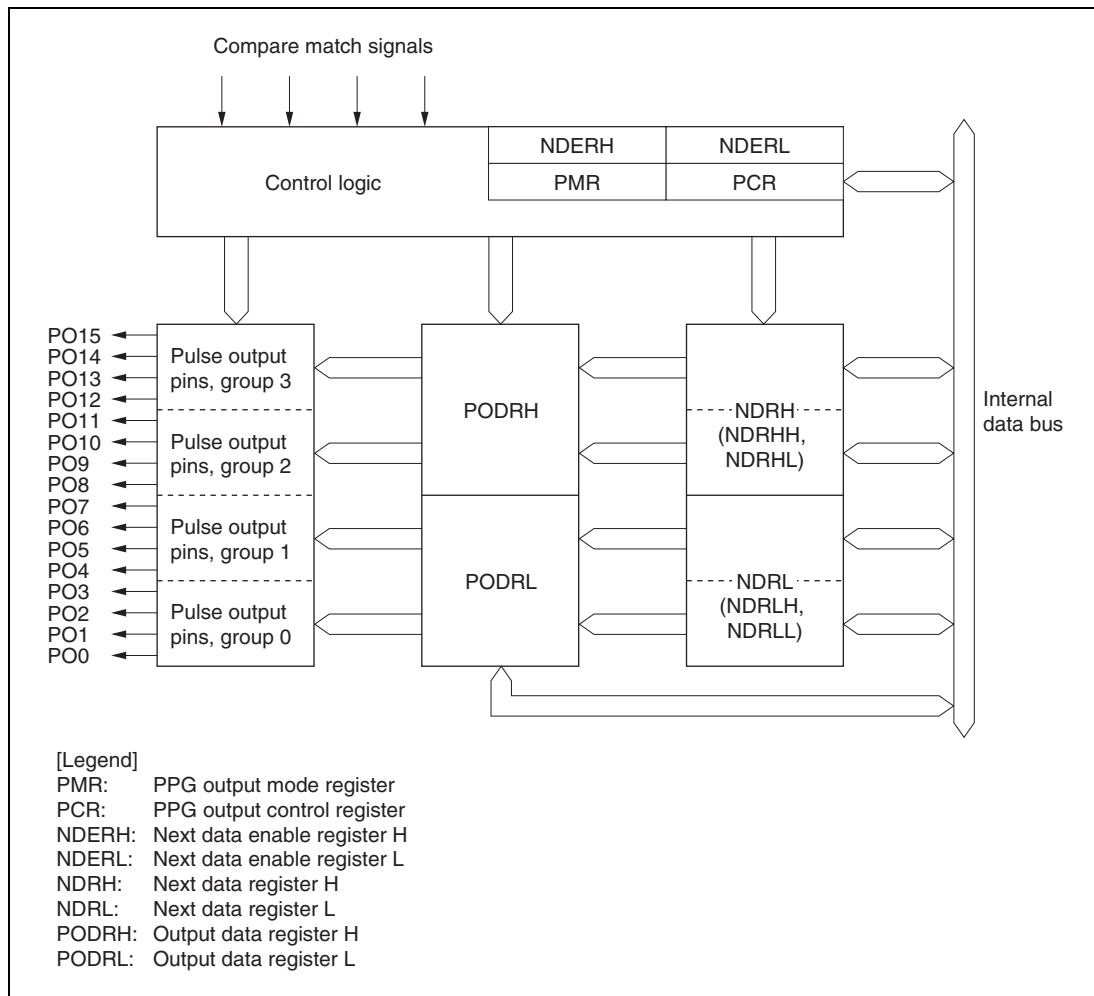 Compare match signals
Control logic
NDERH
NDERL
PMR
PCR
PO15
PO14
PO13
PO12
PO11
PO10
PO9
PO8
PO7
PO6
PO5
PO4
PO3
PO2
PO1
PO0
Pulse output
pins, group 3
Pulse output
pins, group 2
Pulse output
pins, group 1
Pulse output
pins, group 0
PODRH
PODRL
NDRH
(NDRHH,
NDRHL)
NDRL
(NDRLH,
NDRLL)
Internal
data bus
[Legend]
PMR: PPG output mode register
PCR: PPG output control register
NDERH: Next data enable register H
NDERL: Next data enable register L
NDRH: Next data register H
NDRL: Next data register L
PODRH: Output data register H
PODRL: Output data register L